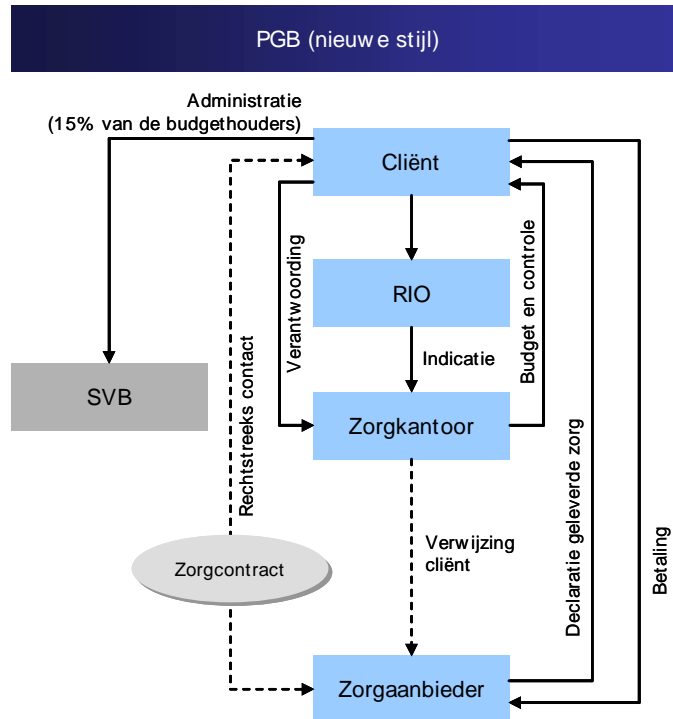 PGB (nieuwe stijl)
Administratie
(15% van de budgethouders)
Cliënt
Verantwoording
RIO
Budget en controle
Indicatie
SVB
Zorgkantoor
Rechtstreeks contact
Zorgcontract
Verwijzing
cliënt
Declaratie geleverde zorg
Betaling
Zorgaanbieder